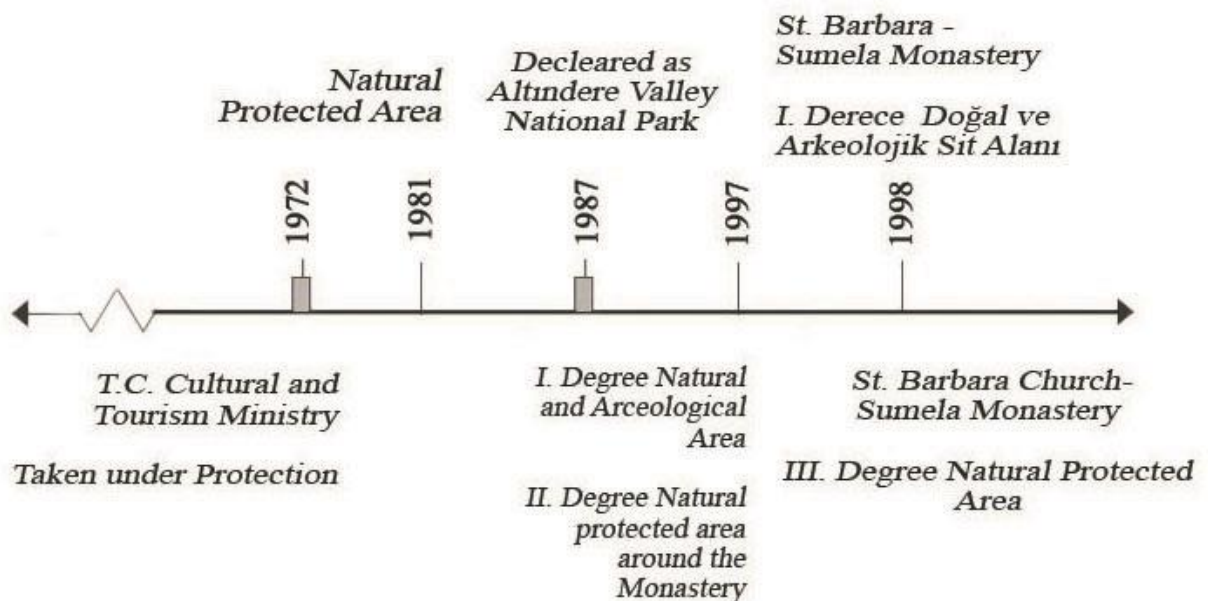 Natural
Protected Area
Decleared as
Altındere Valley
National Park
St. Barbara -
Sumela Monastery
I. Derece Doğal ve
Arkeolojik Sit Alanı
1972
1981
1987
1997
1998
T.C. Cultural and
Tourism Ministry
Taken under Protection
I. Degree Natural
and Arceological
Area
II. Degree Natural
protected area
around the
Monastery
St. Barbara Church-
Sumela Monastery
III. Degree Natural Protected
Area